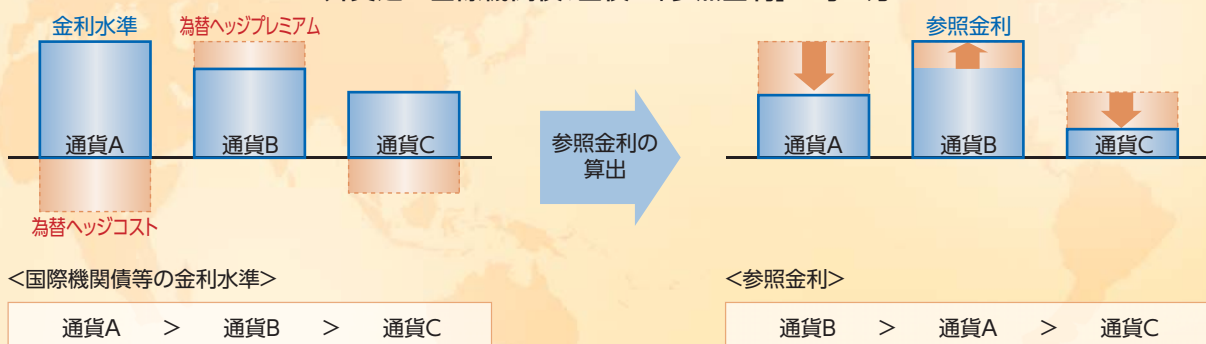 金利水準
為替ヘッジプレミアム
通貨A
通貨B
通貨C
為替ヘッジコスト
参照金利の
算出
参照金利
通貨A
通貨B
通貨C
<国際機関債等の金利水準>
通貨A > 通貨B > 通貨C
<参照金利>
通貨B > 通貨A > 通貨C